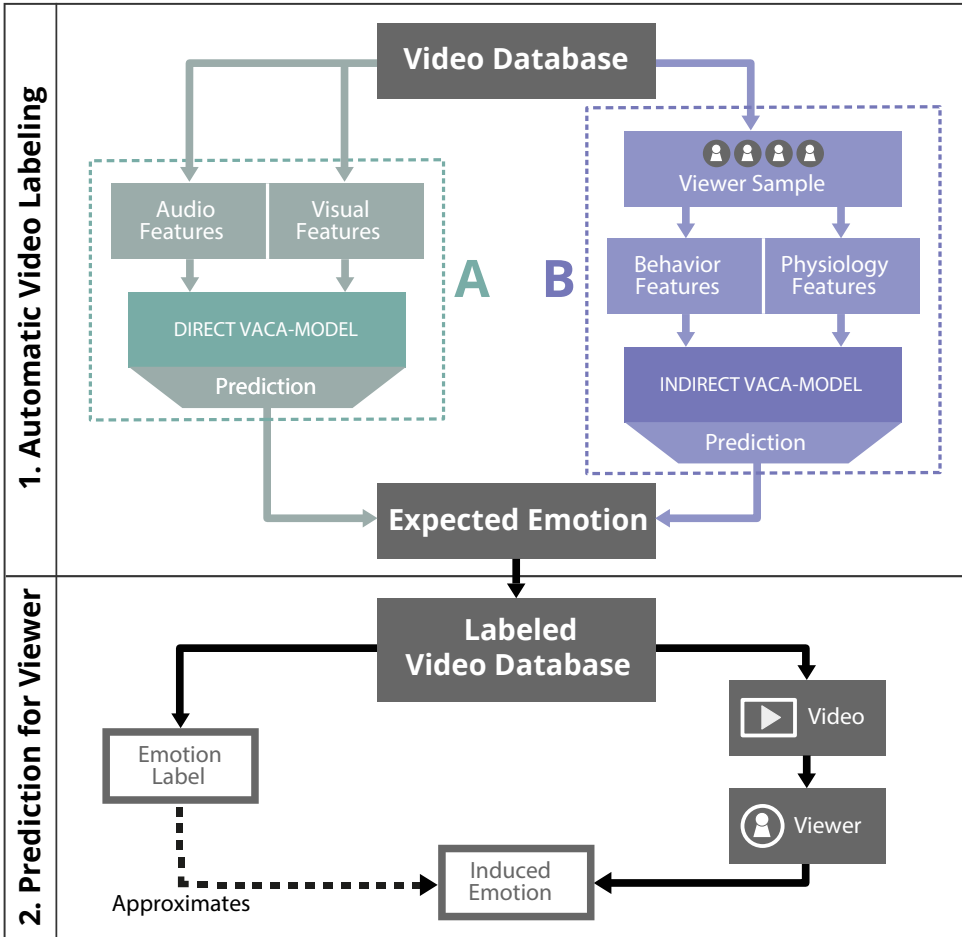 1. Automatic Video Labeling
Video Database
Audio
Features
Visual
Features
DIRECT VACA-MODEL
Prediction
A
B
Viewer Sample
Behavior
Features
Physiology
Features
INDIRECT VACA-MODEL
Prediction
Expected Emotion
2. Prediction for Viewer
Labeled
Video Database
Emotion
Label
Approximates
Video
Viewer
Induced
Emotion